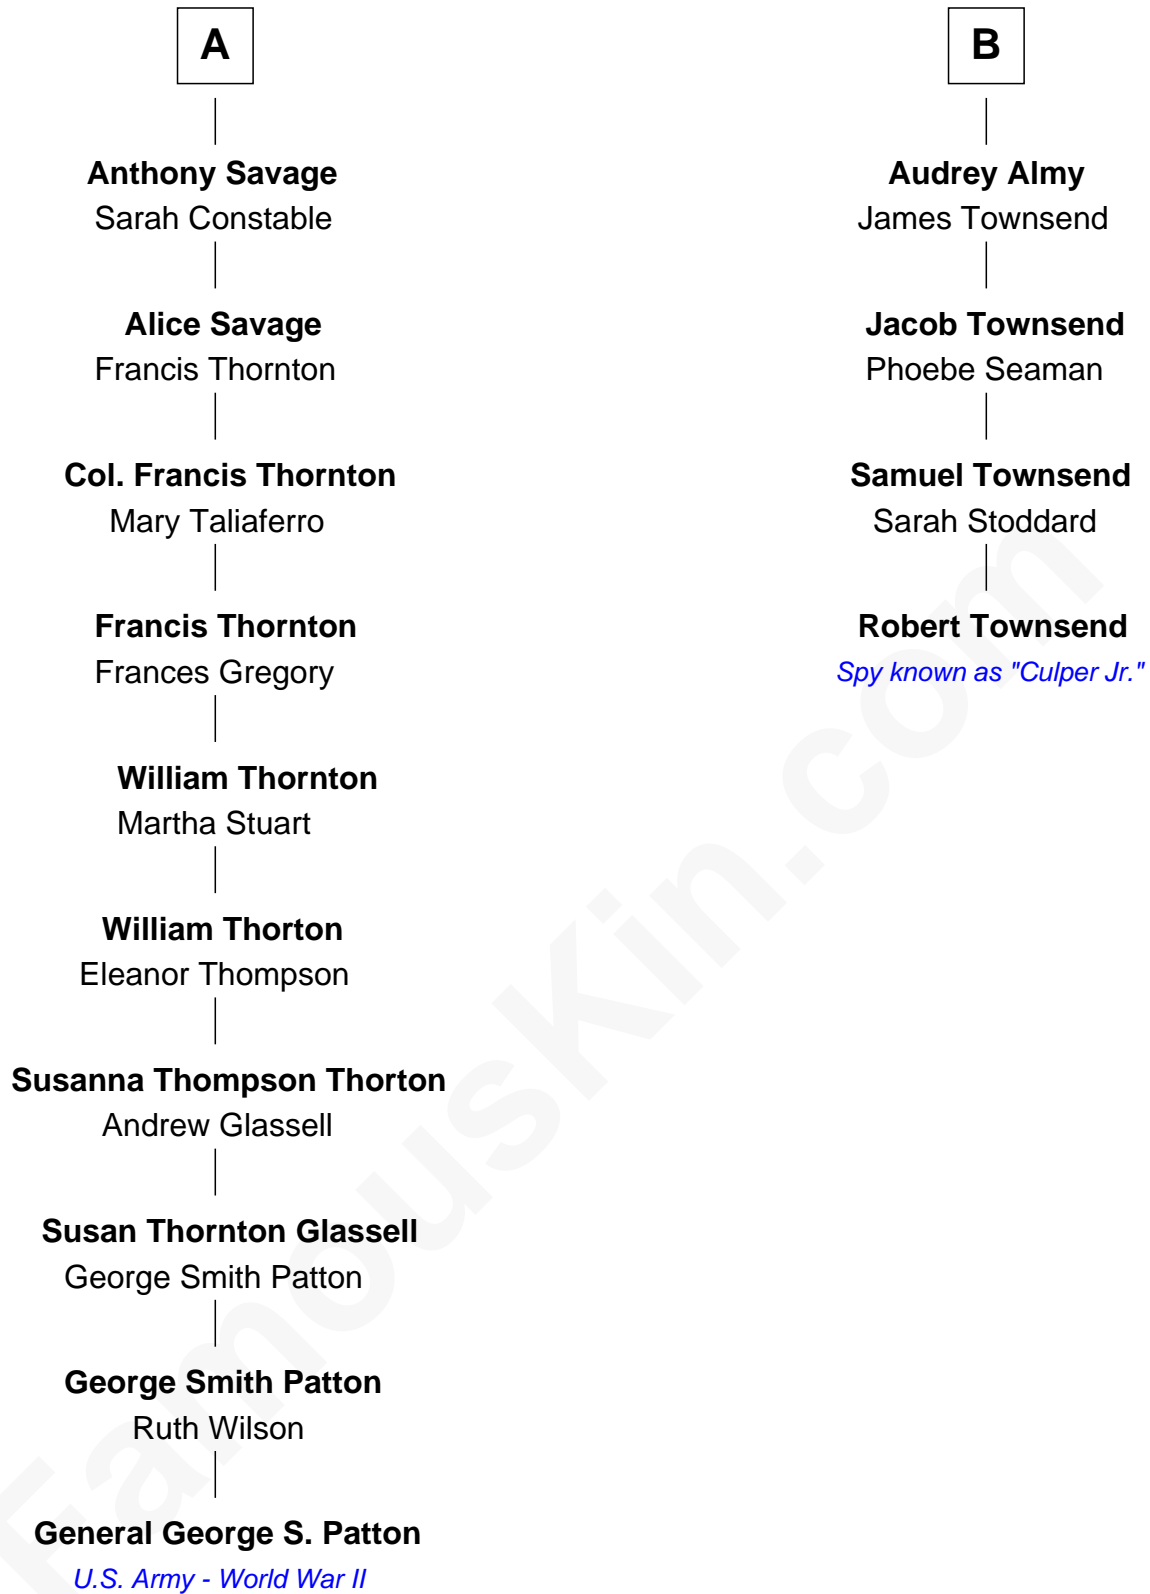 A
Anthony Savage
Sarah Constable
Alice Savage
Francis Thornton
Col. Francis Thornton
Mary Taliaferro
Francis Thornton
Frances Gregory
William Thornton
Martha Stuart
William Thorton
Eleanor Thompson
Susanna Thompson Thorton
Andrew Glassell
Susan Thornton Glassell
George Smith Patton
George Smith Patton
Ruth Wilson
General George S. Patton
U.S. Army - World War II
B
Audrey Almy
James Townsend
Jacob Townsend
Phoebe Seaman
Samuel Townsend
Sarah Stoddard
Robert Townsend
Spy known as "Culper Jr."
FamousKin.com